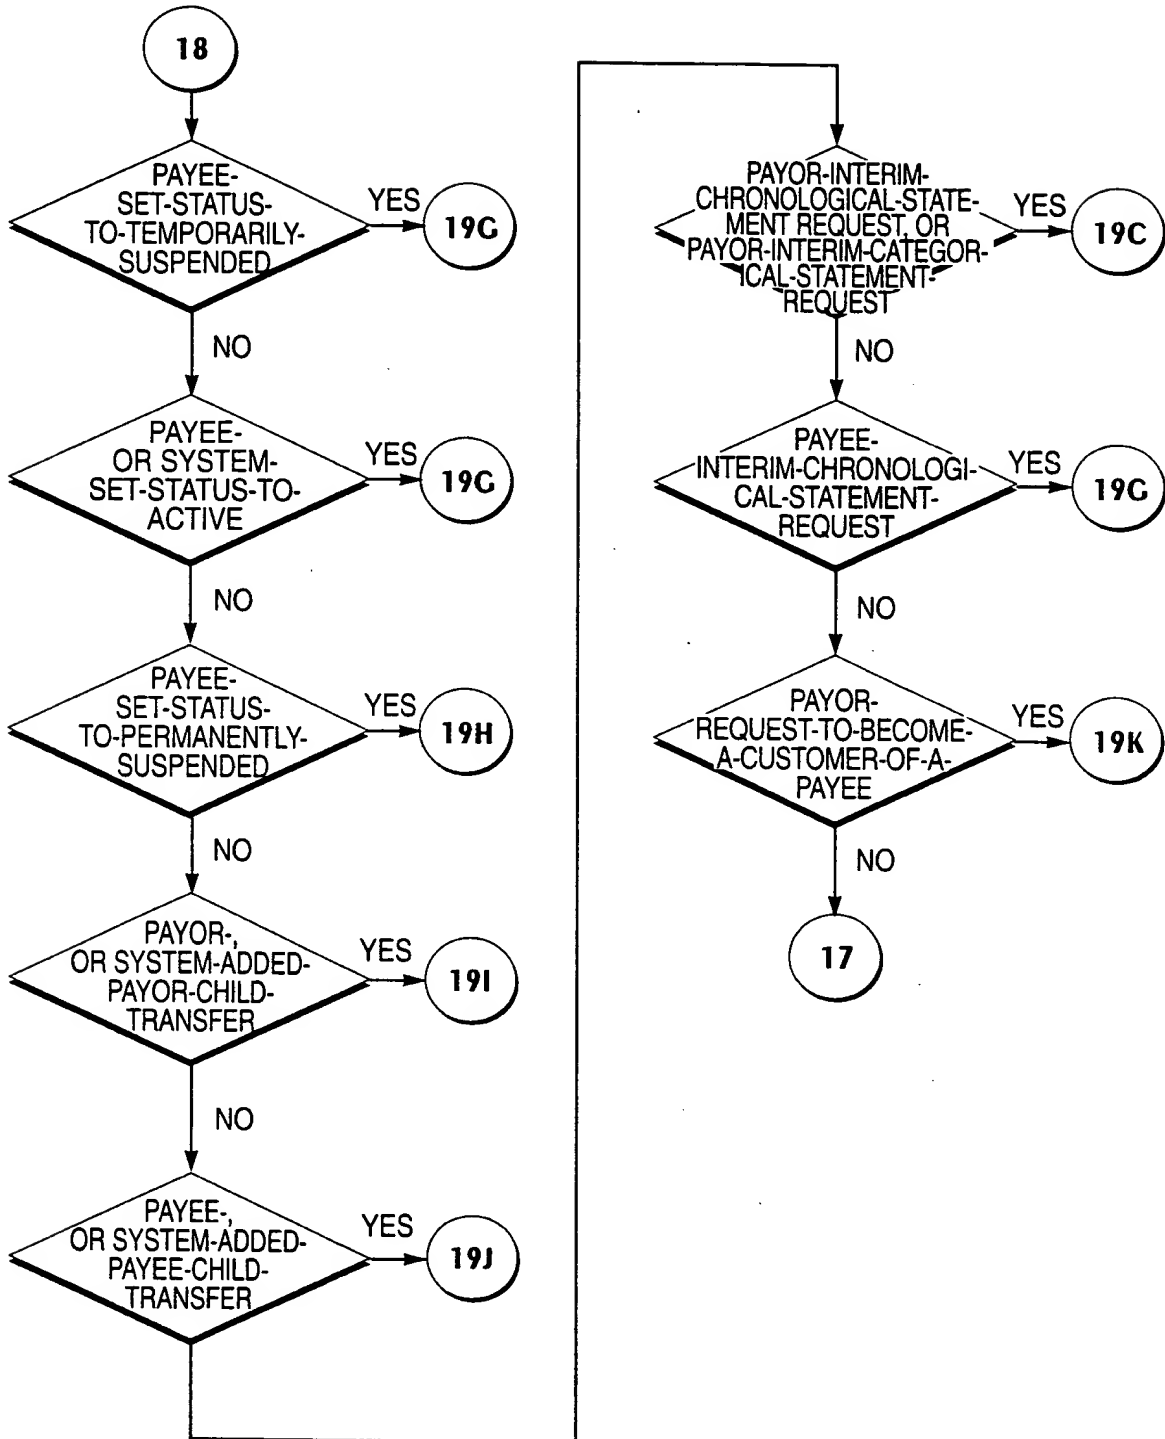 18
PAYEE-
SET-STATUS-
TO-TEMPORARILY-
SUSPENDED
YES
19G
NO
PAYEE-
OR SYSTEM-
SET-STATUS-TO-
ACTIVE
YES
19G
NO
PAYEE-
SET-STATUS-
TO-PERMANENTLY-
SUSPENDED
YES
19H
NO
PAYOR-,
OR SYSTEM-ADDED-
PAYOR-CHILD-
TRANSFER
YES
19I
NO
PAYEE-,
OR SYSTEM-ADDED-
PAYEE-CHILD-
TRANSFER
YES
19J
PAYOR-INTERIM-
CHRONOLOGICAL-STATE-
MENT REQUEST, OR
PAYOR-INTERIM-CATEGOR-
ICAL-STATEMENT-
REQUEST
YES
19C
NO
PAYEE-
INTERIM-CHRONOLOGI-
CAL-STATEMENT-
REQUEST
YES
19G
NO
PAYOR-
REQUEST-TO-BECOME-
A-CUSTOMER-OF-A-
PAYEE
YES
19K
NO
17